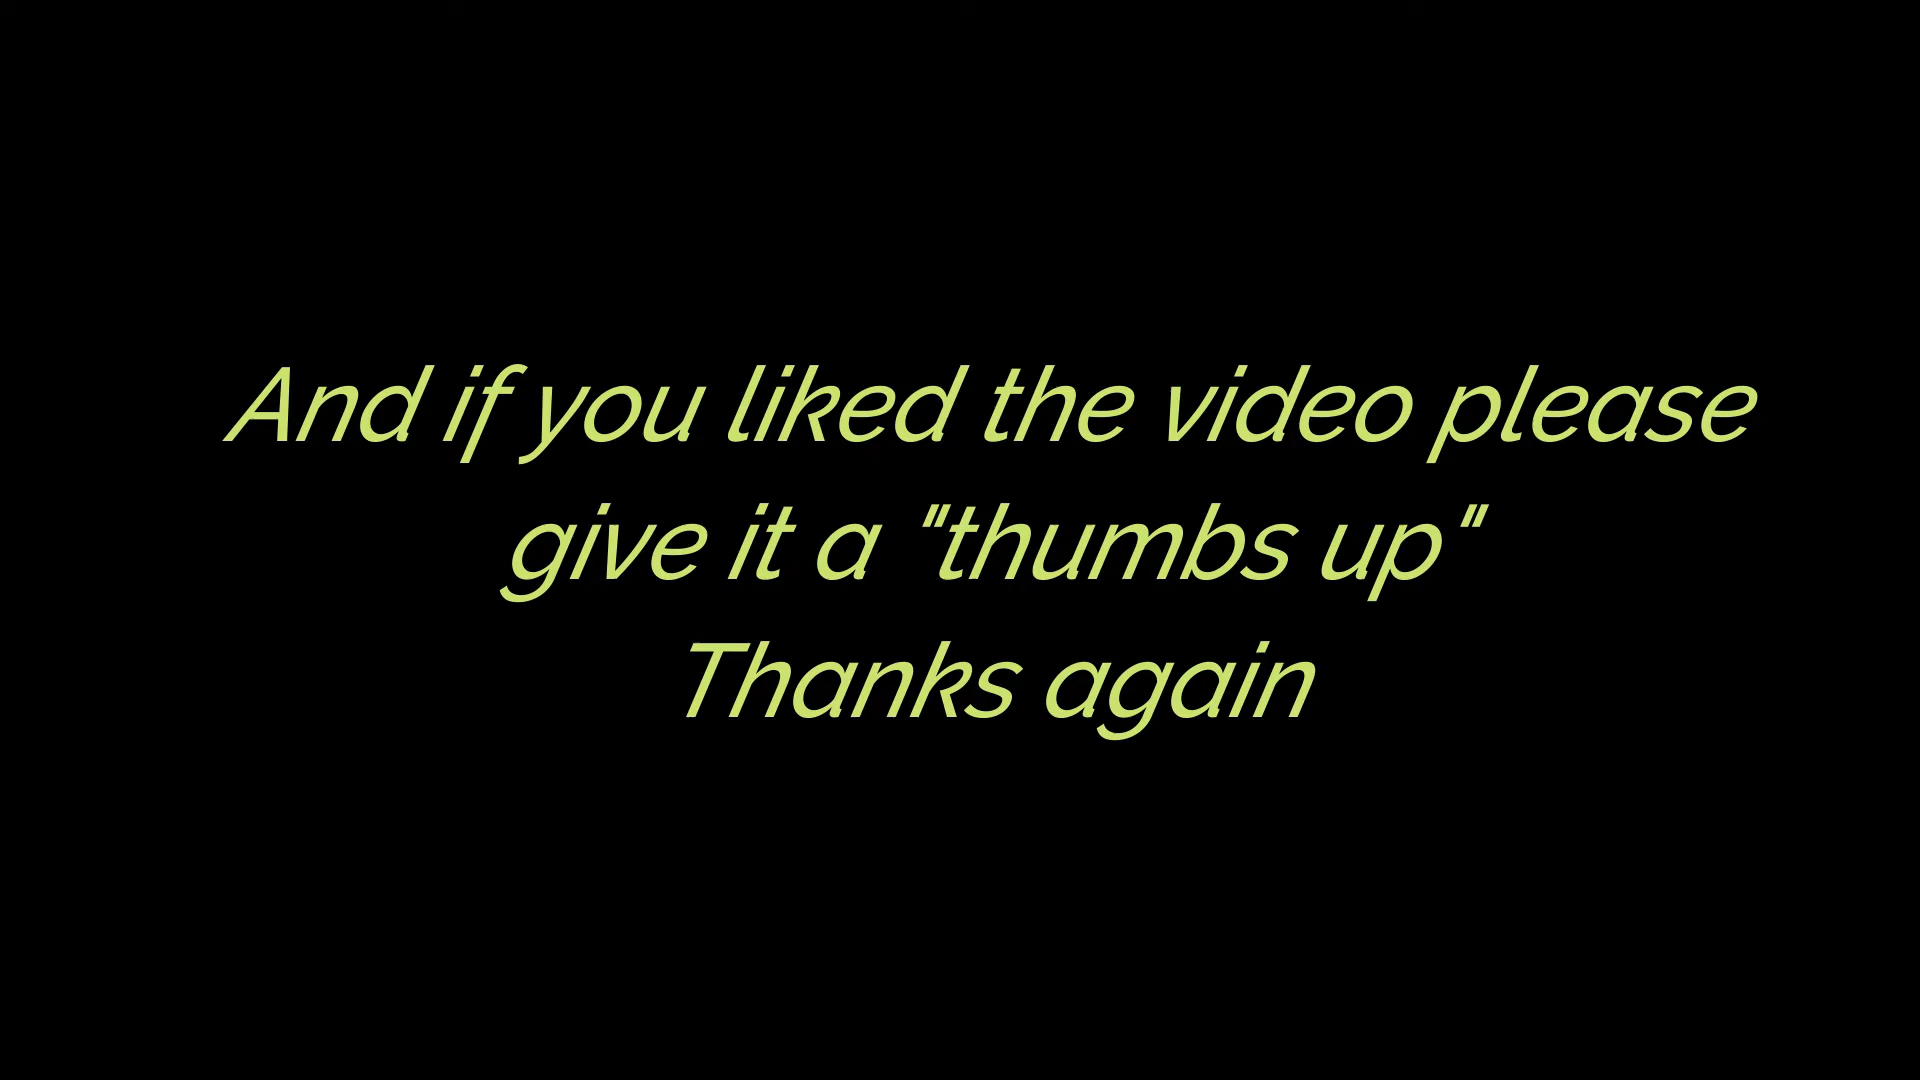 And if you liked the video please
give it a "thumbs up"
Thanks again